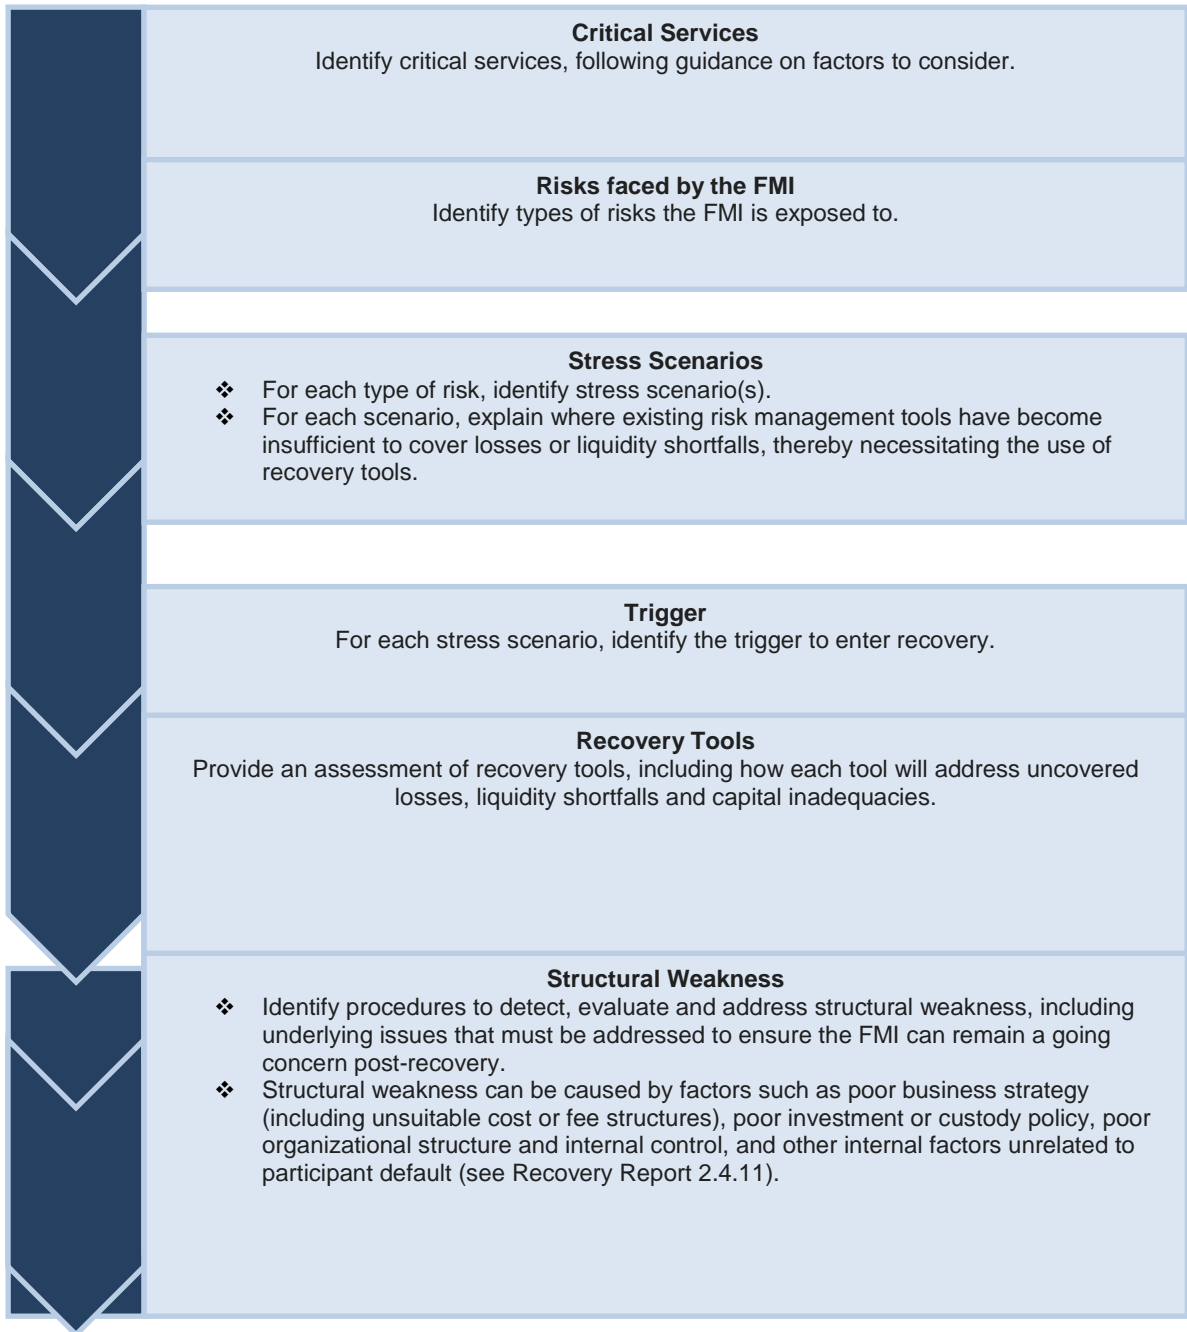 Critical Services
Identify critical services, following guidance on factors to consider.
Risks faced by the FMI
Identify types of risks the FMI is exposed to.
Stress Scenarios
❖ For each type of risk, identify stress scenario(s).
❖ For each scenario, explain where existing risk management tools have become
insufficient to cover losses or liquidity shortfalls, thereby necessitating the use of
recovery tools.
Trigger
For each stress scenario, identify the trigger to enter recovery.
Recovery Tools
Provide an assessment of recovery tools, including how each tool will address uncovered
losses, liquidity shortfalls and capital inadequacies.
Structural Weakness
❖ Identify procedures to detect, evaluate and address structural weakness, including
underlying issues that must be addressed to ensure the FMI can remain a going
concern post-recovery.
❖ Structural weakness can be caused by factors such as poor business strategy
(including unsuitable cost or fee structures), poor investment or custody policy, poor
organizational structure and internal control, and other internal factors unrelated to
participant default (see Recovery Report 2.4.11).